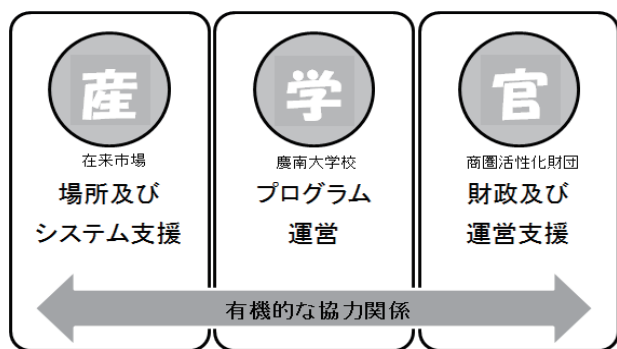 産
在来市場
場所及び
システム支援
学
慶南大学校
プログラム
運営
官
商圏活性化財団
財政及び
運営支援
有機的な協力関係